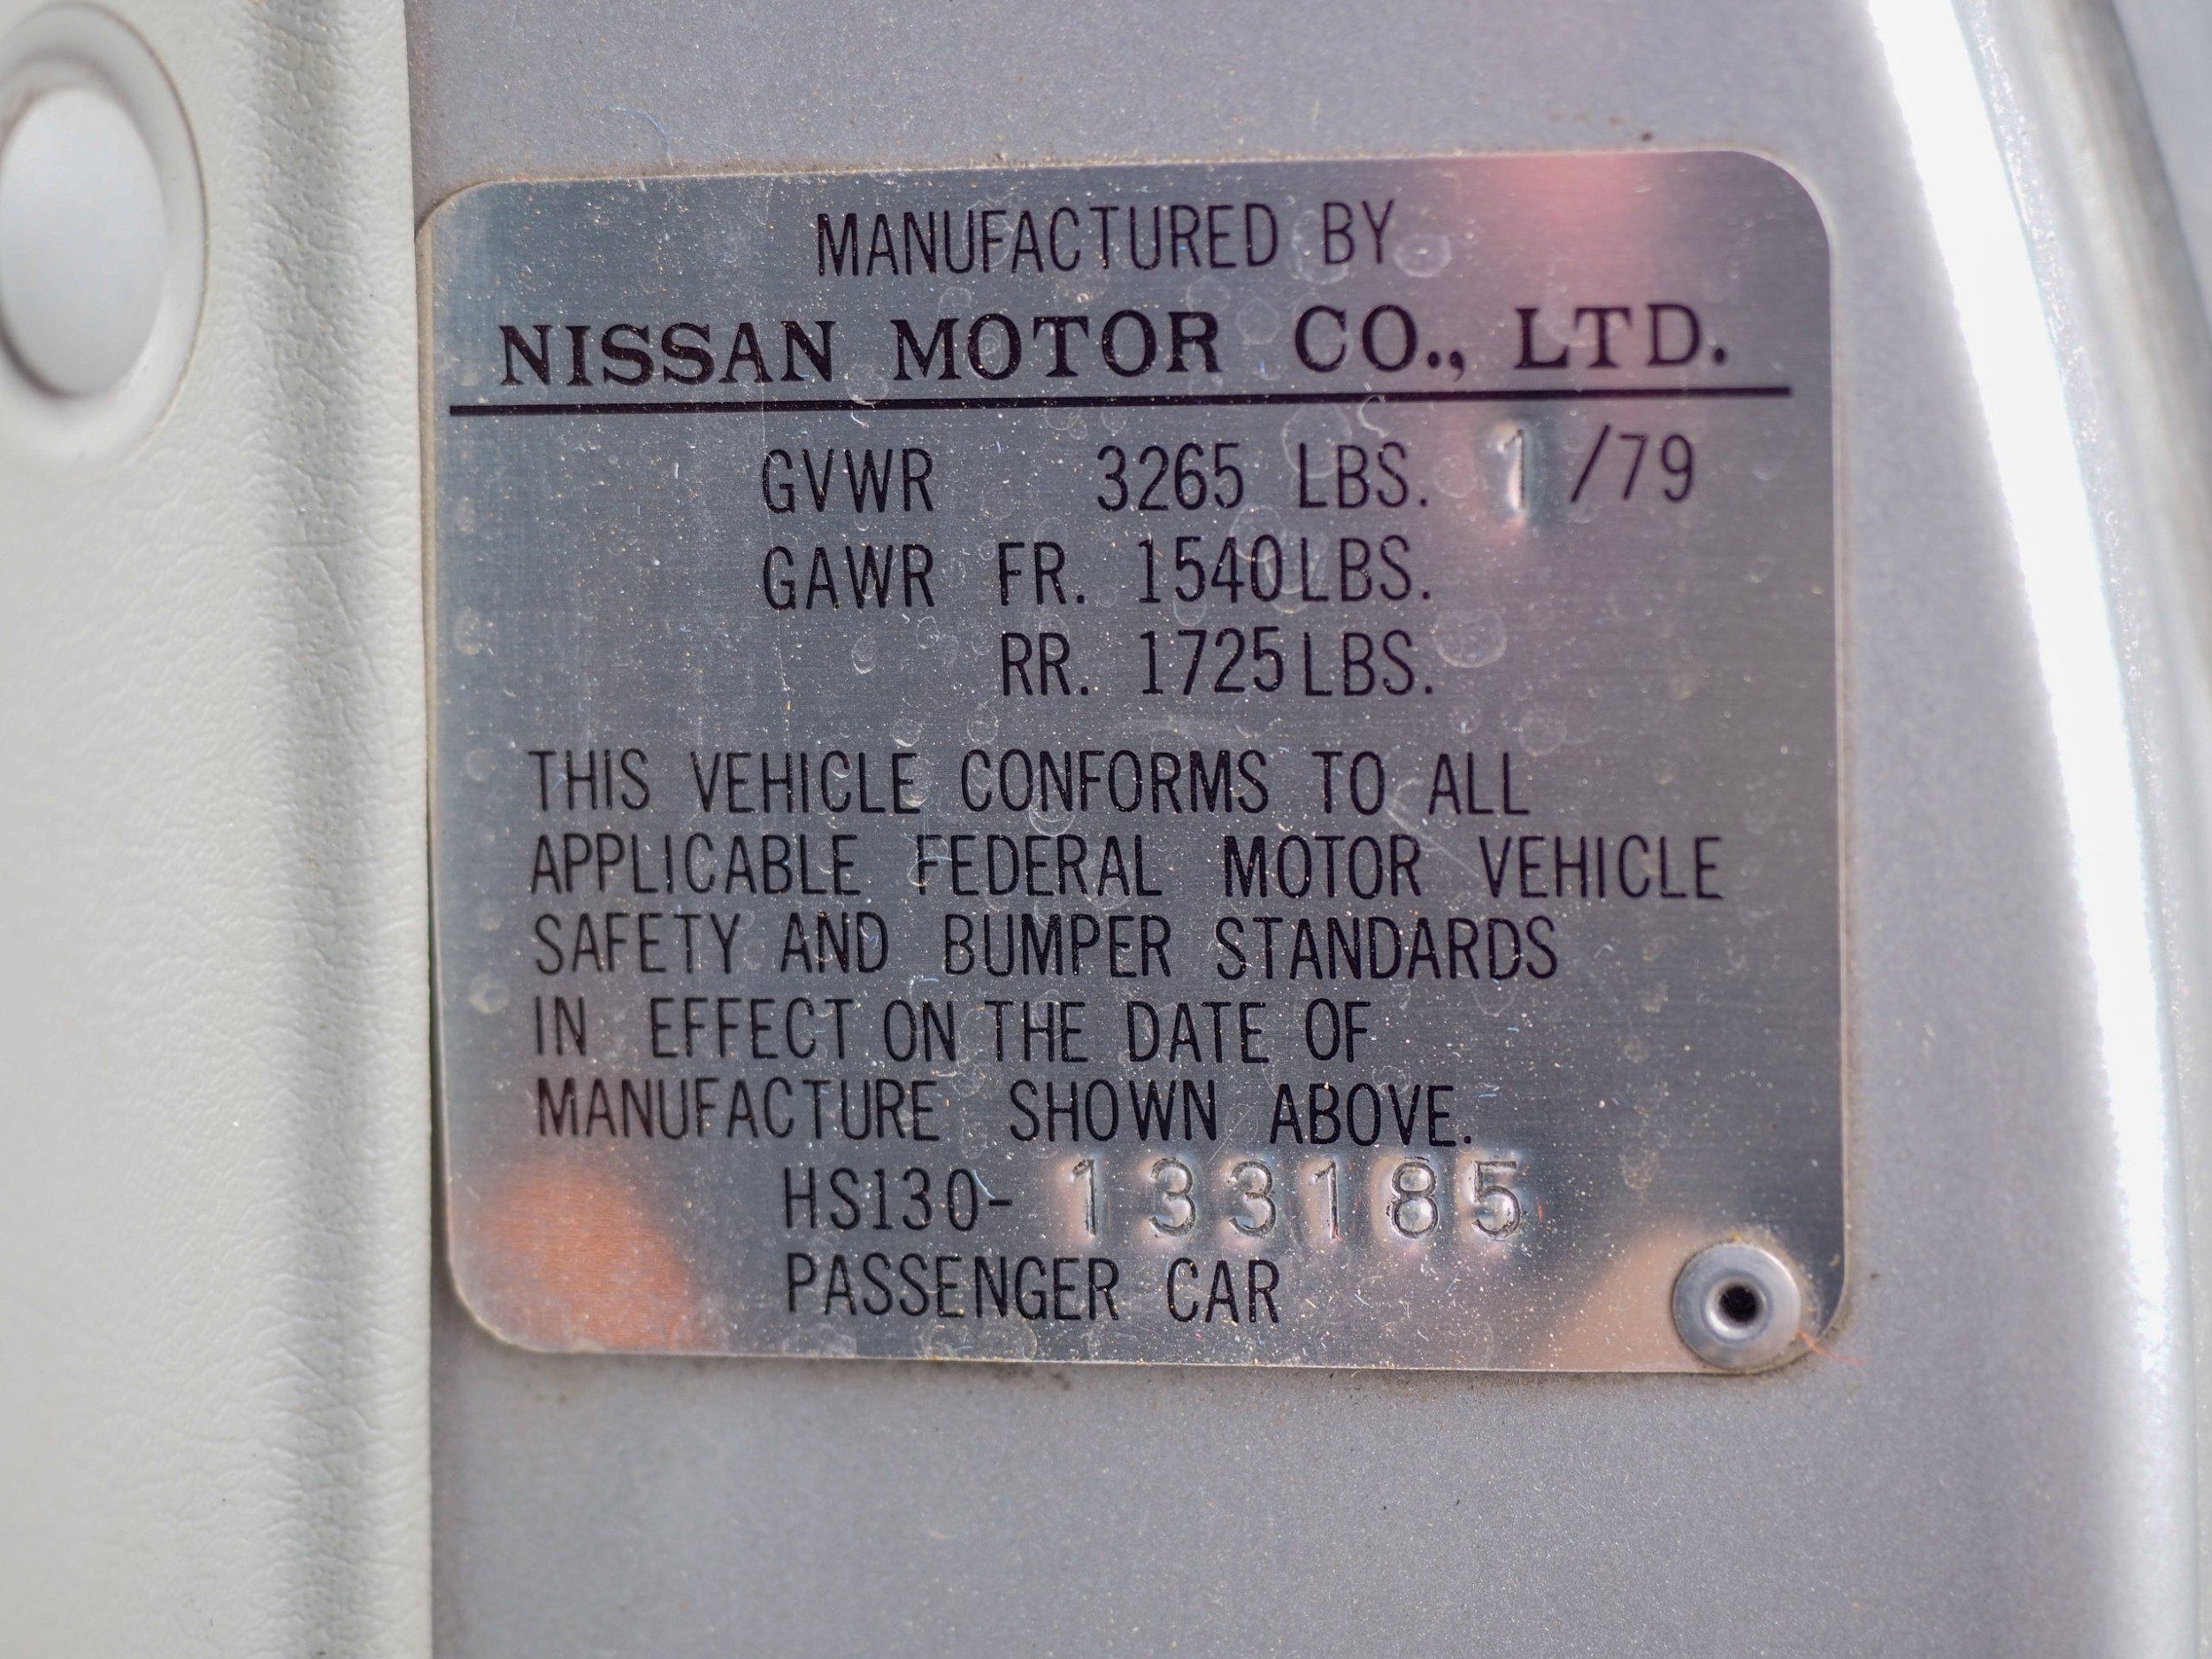 MANUFACTURED BY
NISSAN MOTOR CO., LTD.
GVWR 3265 LBS. 1/79
GAWR FR. 1540LBS.
RR. 1725LBS.
THIS VEHICLE CONFORMS TO ALL
APPLICABLE FEDERAL MOTOR VEHICLE
SAFETY AND BUMPER STANDARDS
IN EFFECT ON THE DATE OF
MANUFACTURE SHOWN ABOVE.
HS130-133185
PASSENGER CAR